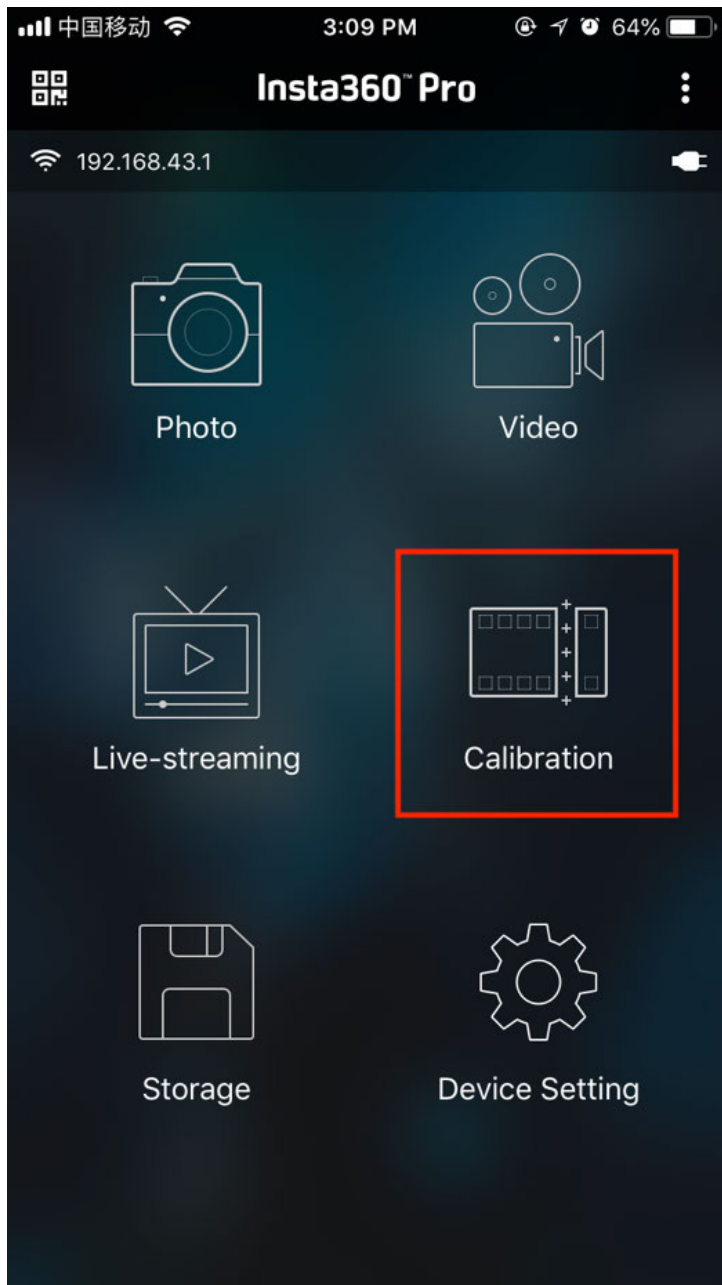 中国移动 3:09 PM 64%
Insta360™ Pro
192.168.43.1
Photo Video
Live-streaming Calibration
Storage Device Setting